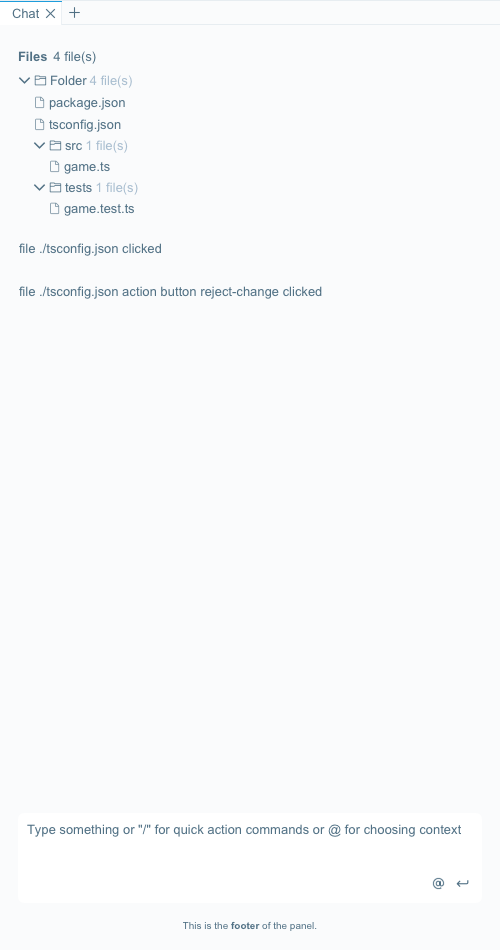 Chat
Files 4 file(s)
Folder 4 file(s)
package.json
tsconfig.json
src 1 file(s)
game.ts
tests 1 file(s)
game.test.ts
file ./tsconfig.json clicked
file ./tsconfig.json action button reject-change clicked
Type something or "/" for quick action commands or @ for choosing context
@
This is the footer of the panel.